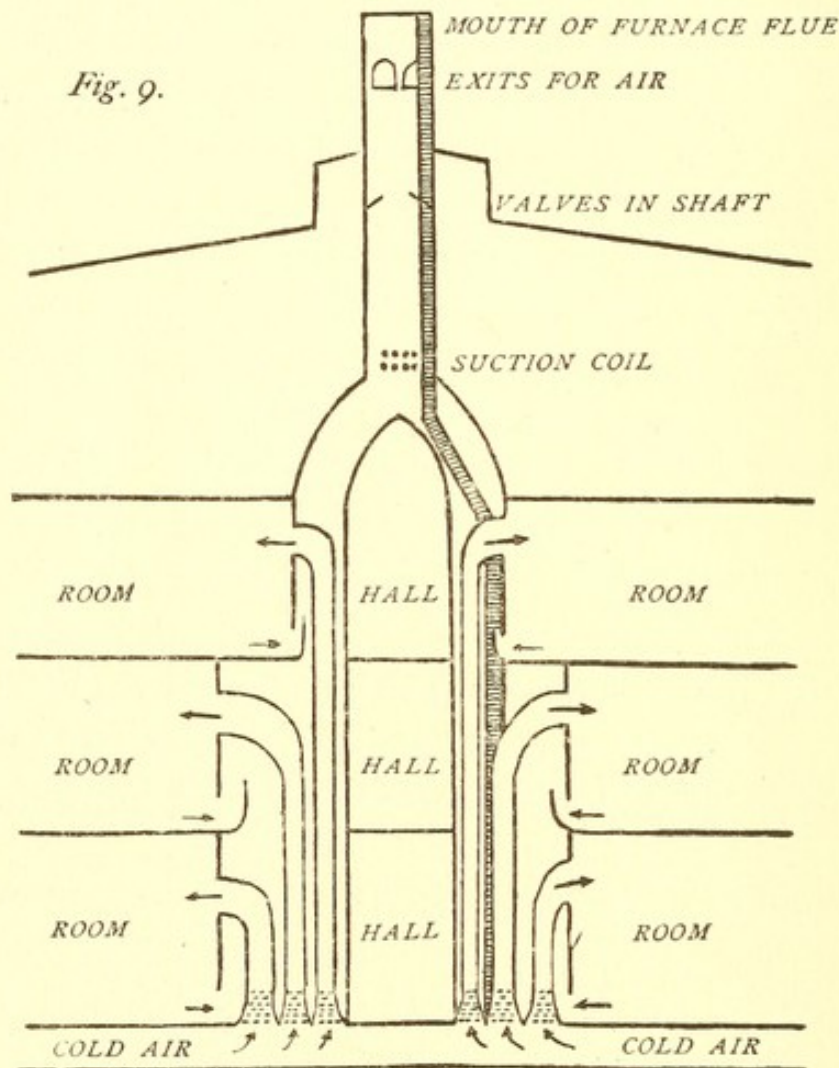 MOUTH OF FURNACE FLUE
Fig. 9.
EXITS FOR AIR
VALVES IN SHAFT
SUCTION COIL
ROOM HALL ROOM
ROOM HALL ROOM
ROOM HALL ROOM
COLD AIR COLD AIR